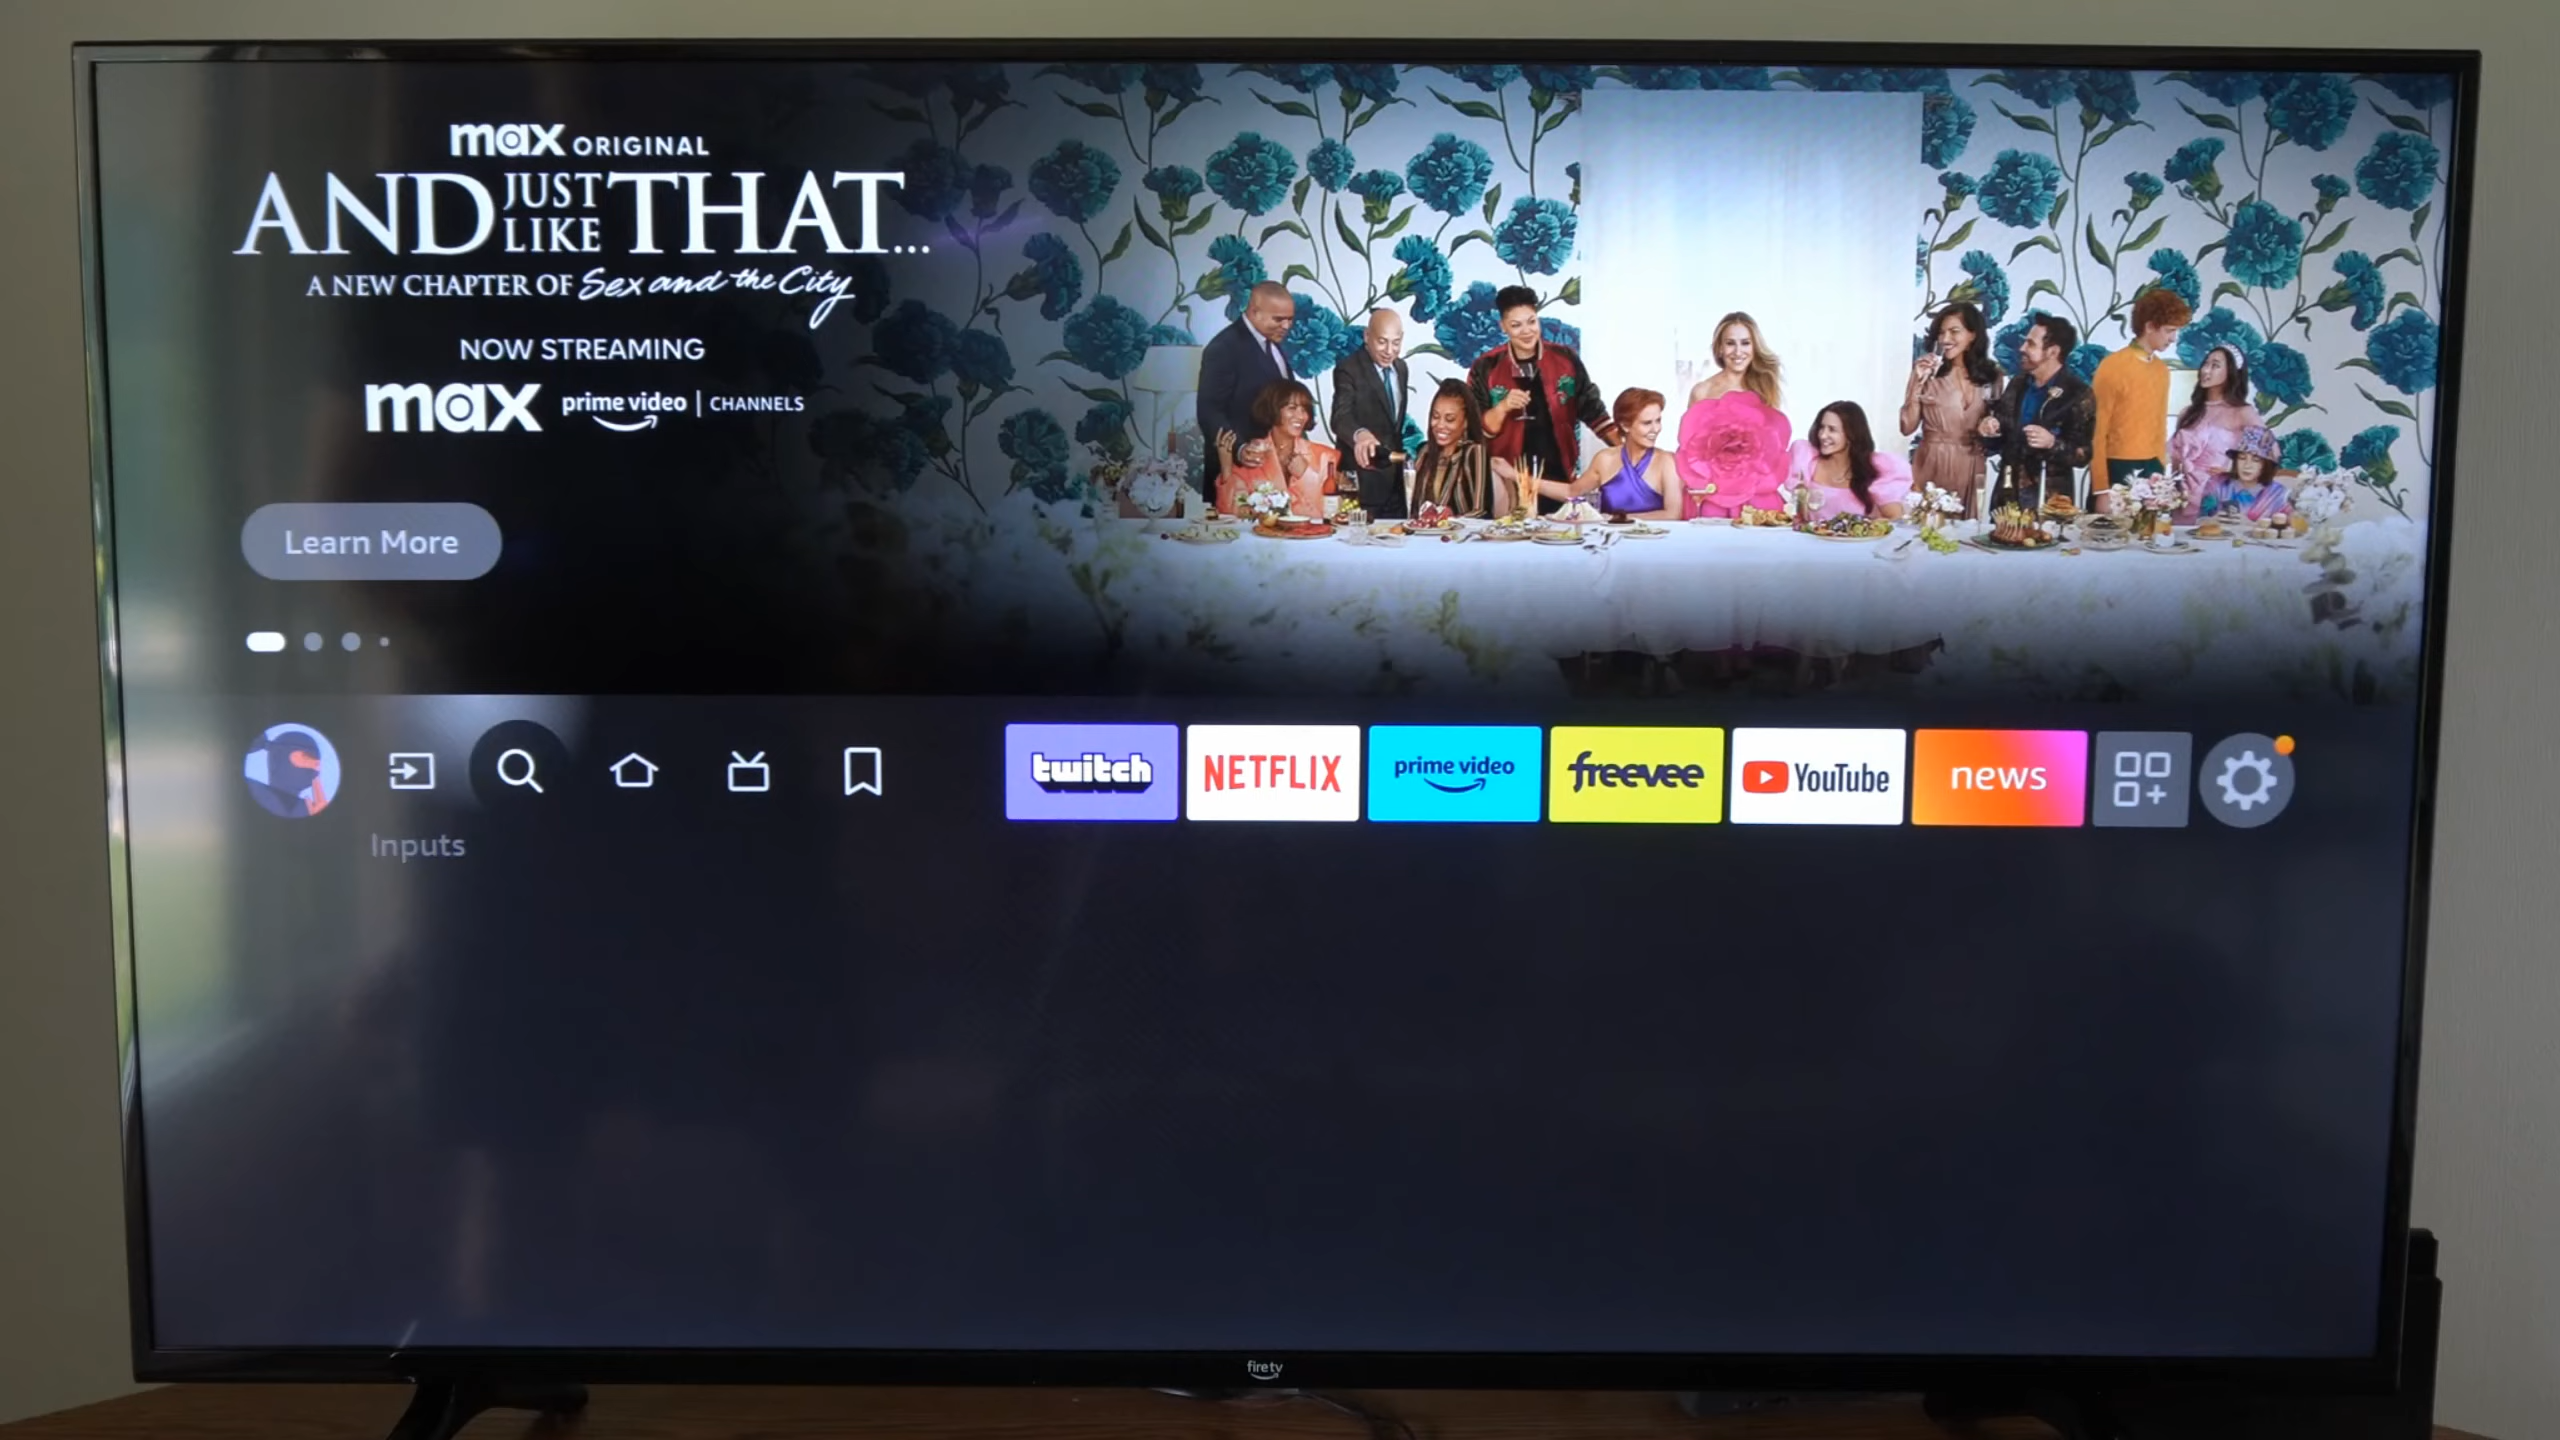 max ORIGINAL
AND JUST LIKE THAT...
A NEW CHAPTER OF Sex and the City
NOW STREAMING
max prime video | CHANNELS
Learn More
twitch NETFLIX prime video freevee YouTube news
Inputs
fire tv